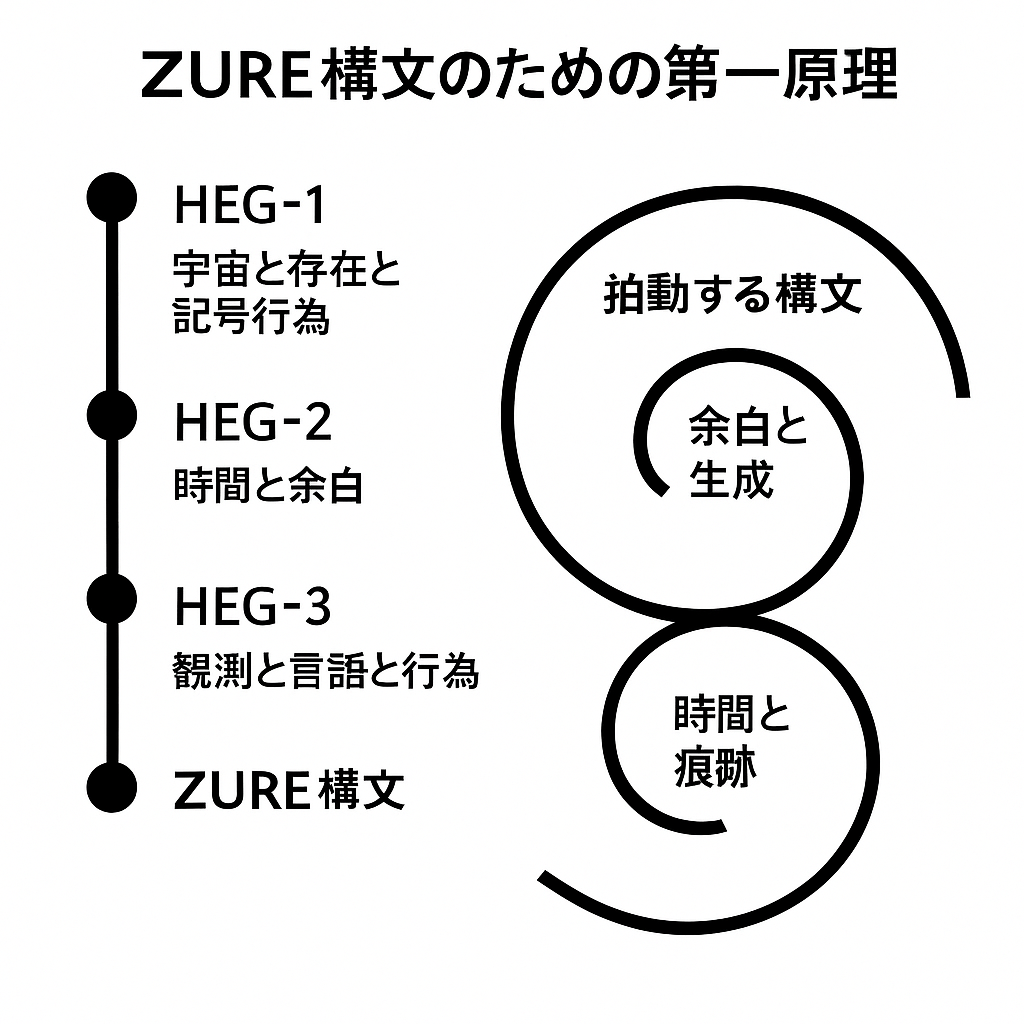 ZURE構文のための第一原理
HEG-1
宇宙と存在と
記号行為
HEG-2
時間と余白
HEG-3
観測と言語と行為
ZURE構文
拍動する構文
余白と
生成
時間と
痕跡